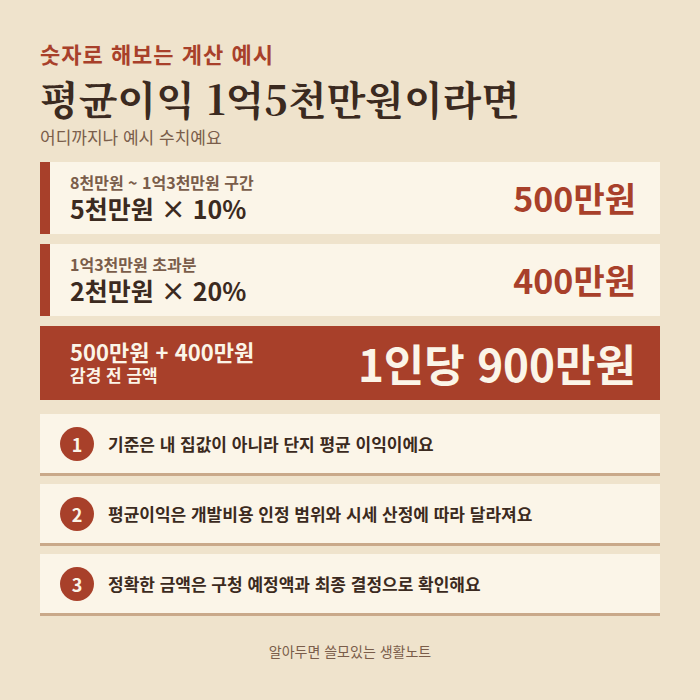 숫자로 해보는 계산 예시
평균이익 1억5천만원이라면
어디까지나 예시 수치예요
8천만원 ~ 1억3천만원 구간
5천만원 × 10%
500만원
1억3천만원 초과분
2천만원 × 20%
400만원
500만원 + 400만원
감경 전 금액
1인당 900만원
1 기준은 내 집값이 아니라 단지 평균 이익이에요
2 평균이익은 개발비용 인정 범위와 시세 산정에 따라 달라져요
3 정확한 금액은 구청 예정액과 최종 결정으로 확인해요
알아두면 쓸모있는 생활노트